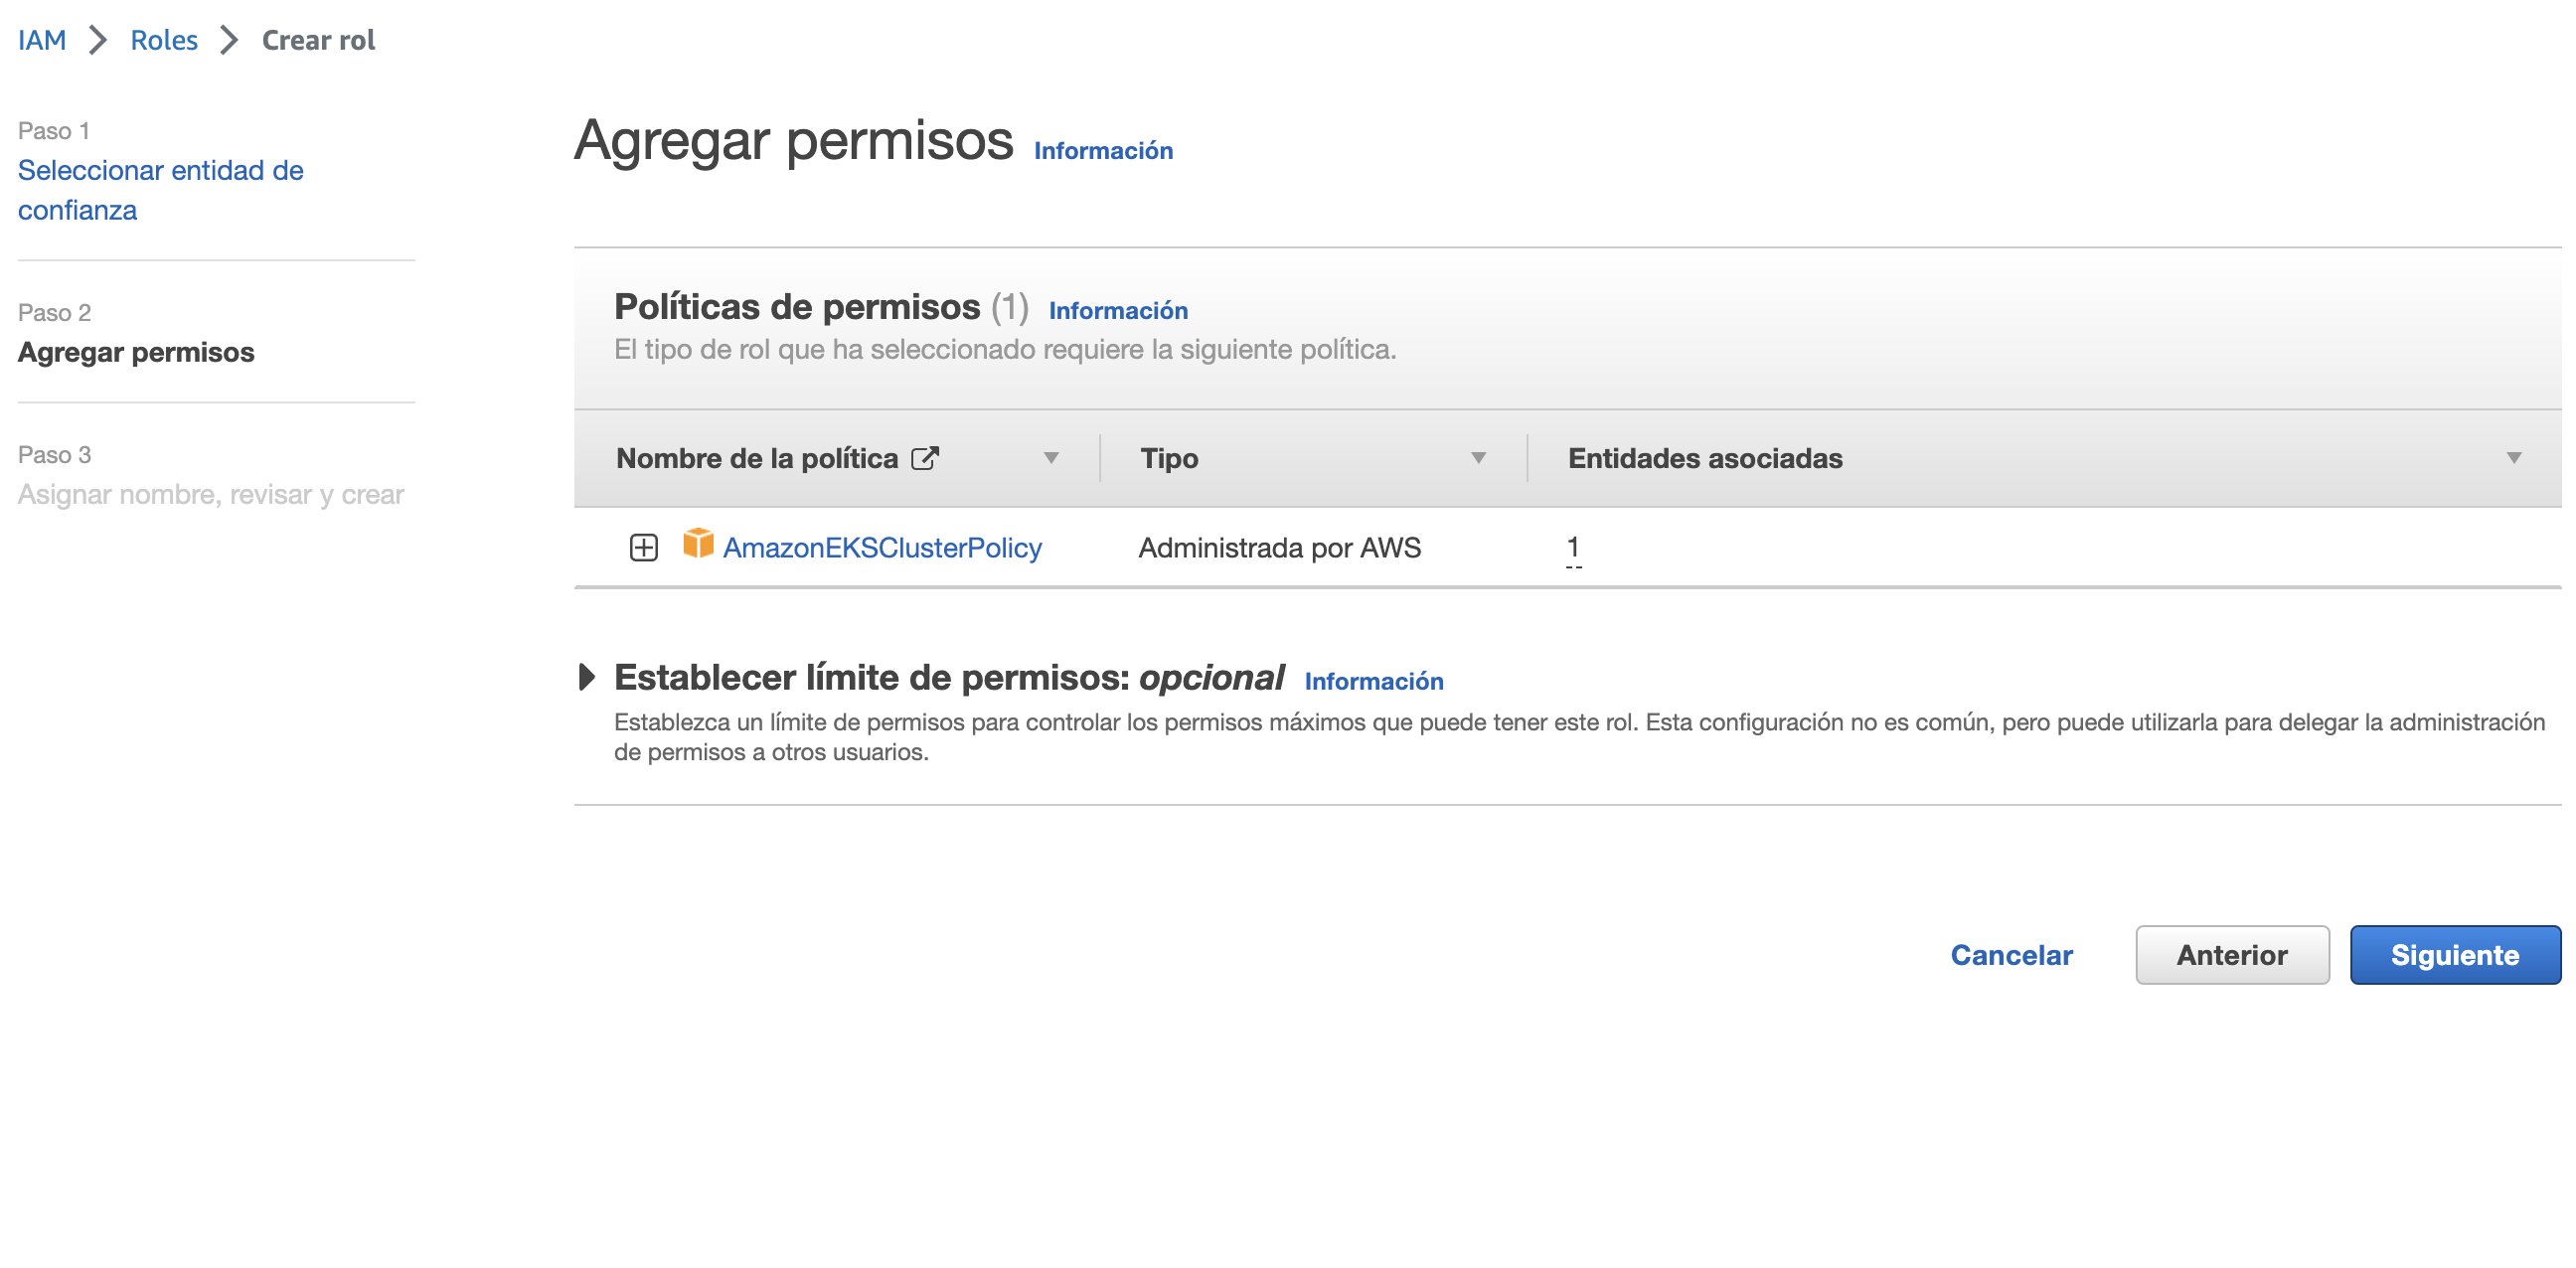 IAM > Roles > Crear rol
Paso 1
Seleccionar entidad de
confianza
Paso 2
Agregar permisos
Paso 3
Asignar nombre, revisar y crear
Agregar permisos Información
Políticas de permisos (1) Información
El tipo de rol que ha seleccionado requiere la siguiente política.
Nombre de la política Tipo Entidades asociadas
AmazonEKSClusterPolicy Administrada por AWS 1
Establecer límite de permisos: opcional Información
Establezca un límite de permisos para controlar los permisos máximos que puede tener este rol. Esta configuración no es común, pero puede utilizarla para delegar la administración
de permisos a otros usuarios.
Cancelar Anterior Siguiente